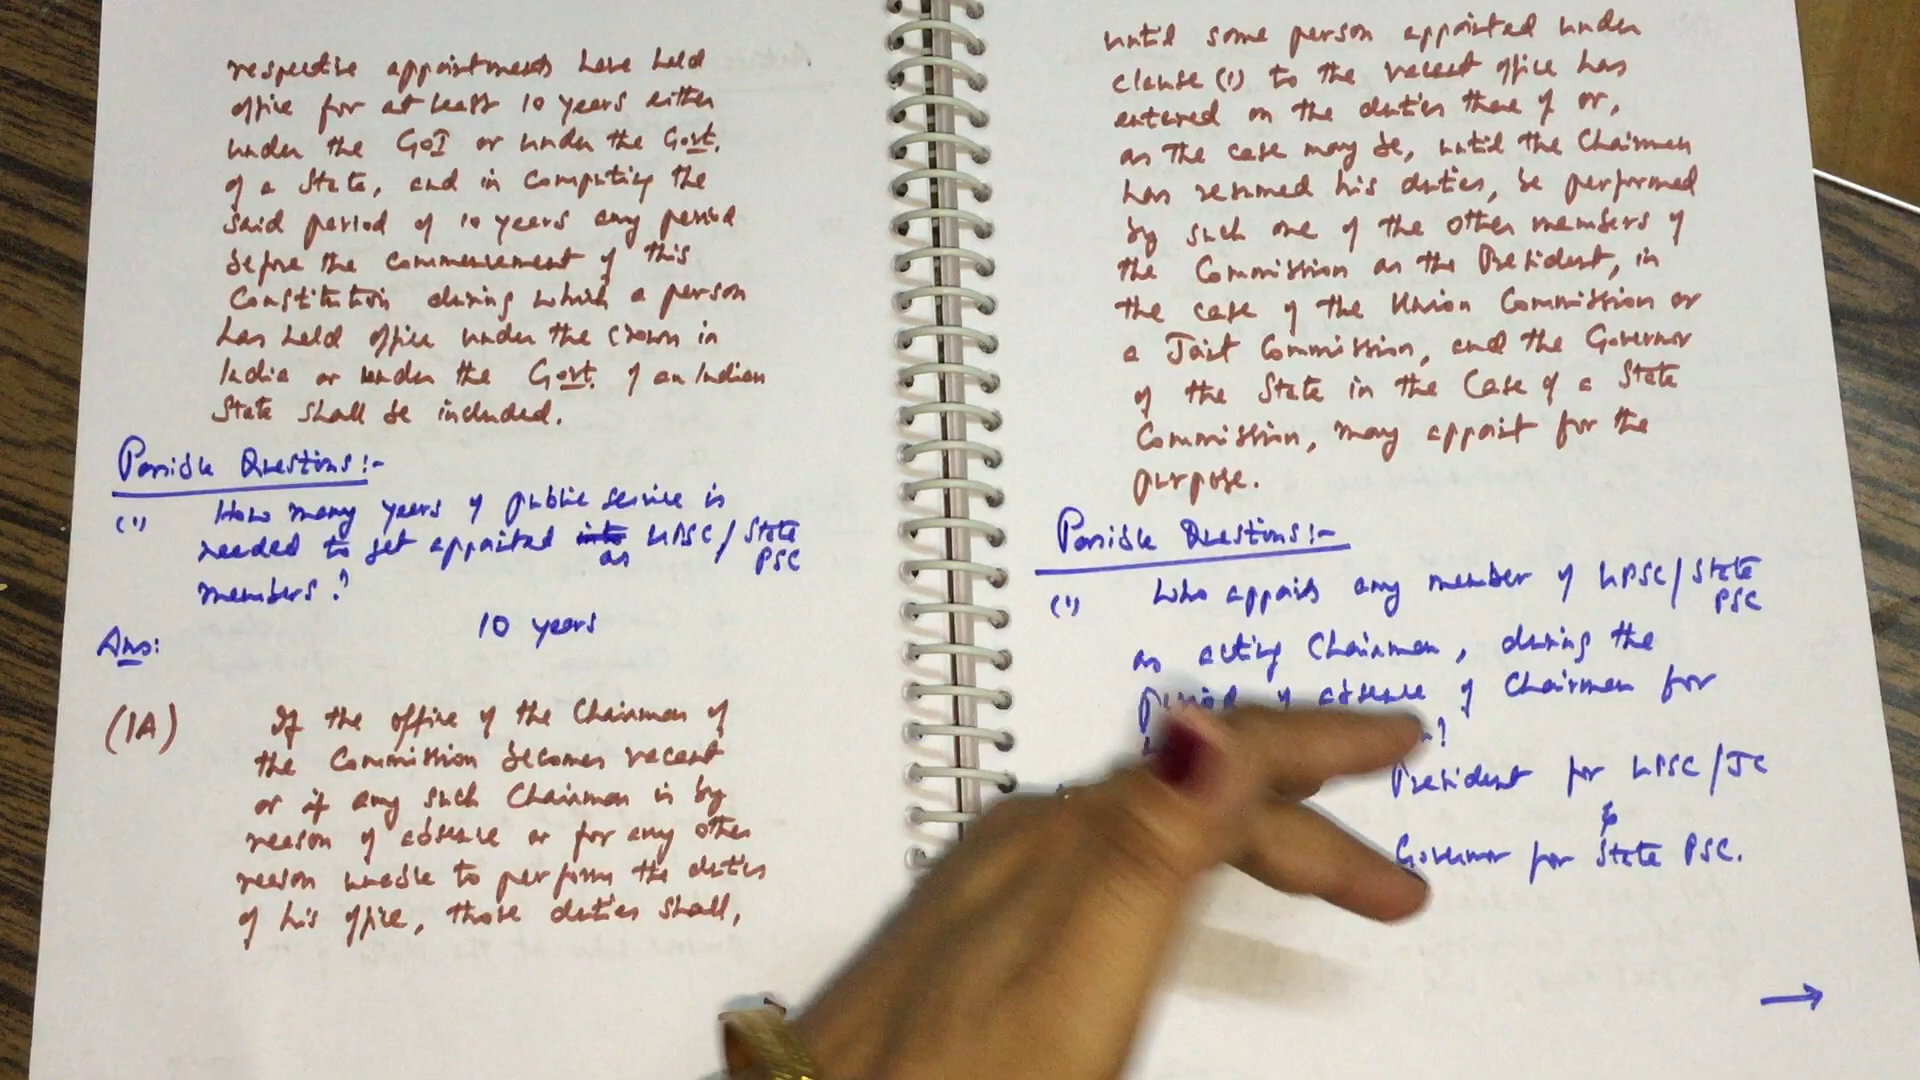 respective appointments have held
office for at least 10 years either
under the GoI or under the Govt.
of a State, and in computing the
said period of 10 years any period
before the commencement of this
Constitution during which a person
has held office under the Crown in
India or under the Govt. of an Indian
State shall be included.
Possible Questions:-
(1) How many years of public service is
needed to get appointed as UPSC/State PSC
members?
Ans: 10 years
(1A) If the office of the Chairman of
the Commission becomes vacant
or if any such Chairman is by
reason of absence or for any other
reason unable to perform the duties
of his office, those duties shall,
until some person appointed under
clause (1) to the vacant office has
entered on the duties there of or,
as the case may be, until the Chairman
has resumed his duties, be performed
by such one of the other members of
the Commission as the President, in
the case of the Union Commission or
a Joint Commission, and the Governor
of the State in the Case of a State
Commission, may appoint for the
purpose.
Possible Questions:-
(1) Who appoints any member of UPSC/State PSC
as acting Chairman, during the
Period of absence of Chairman for
?
President for UPSC/JC
&
Governor for State PSC.